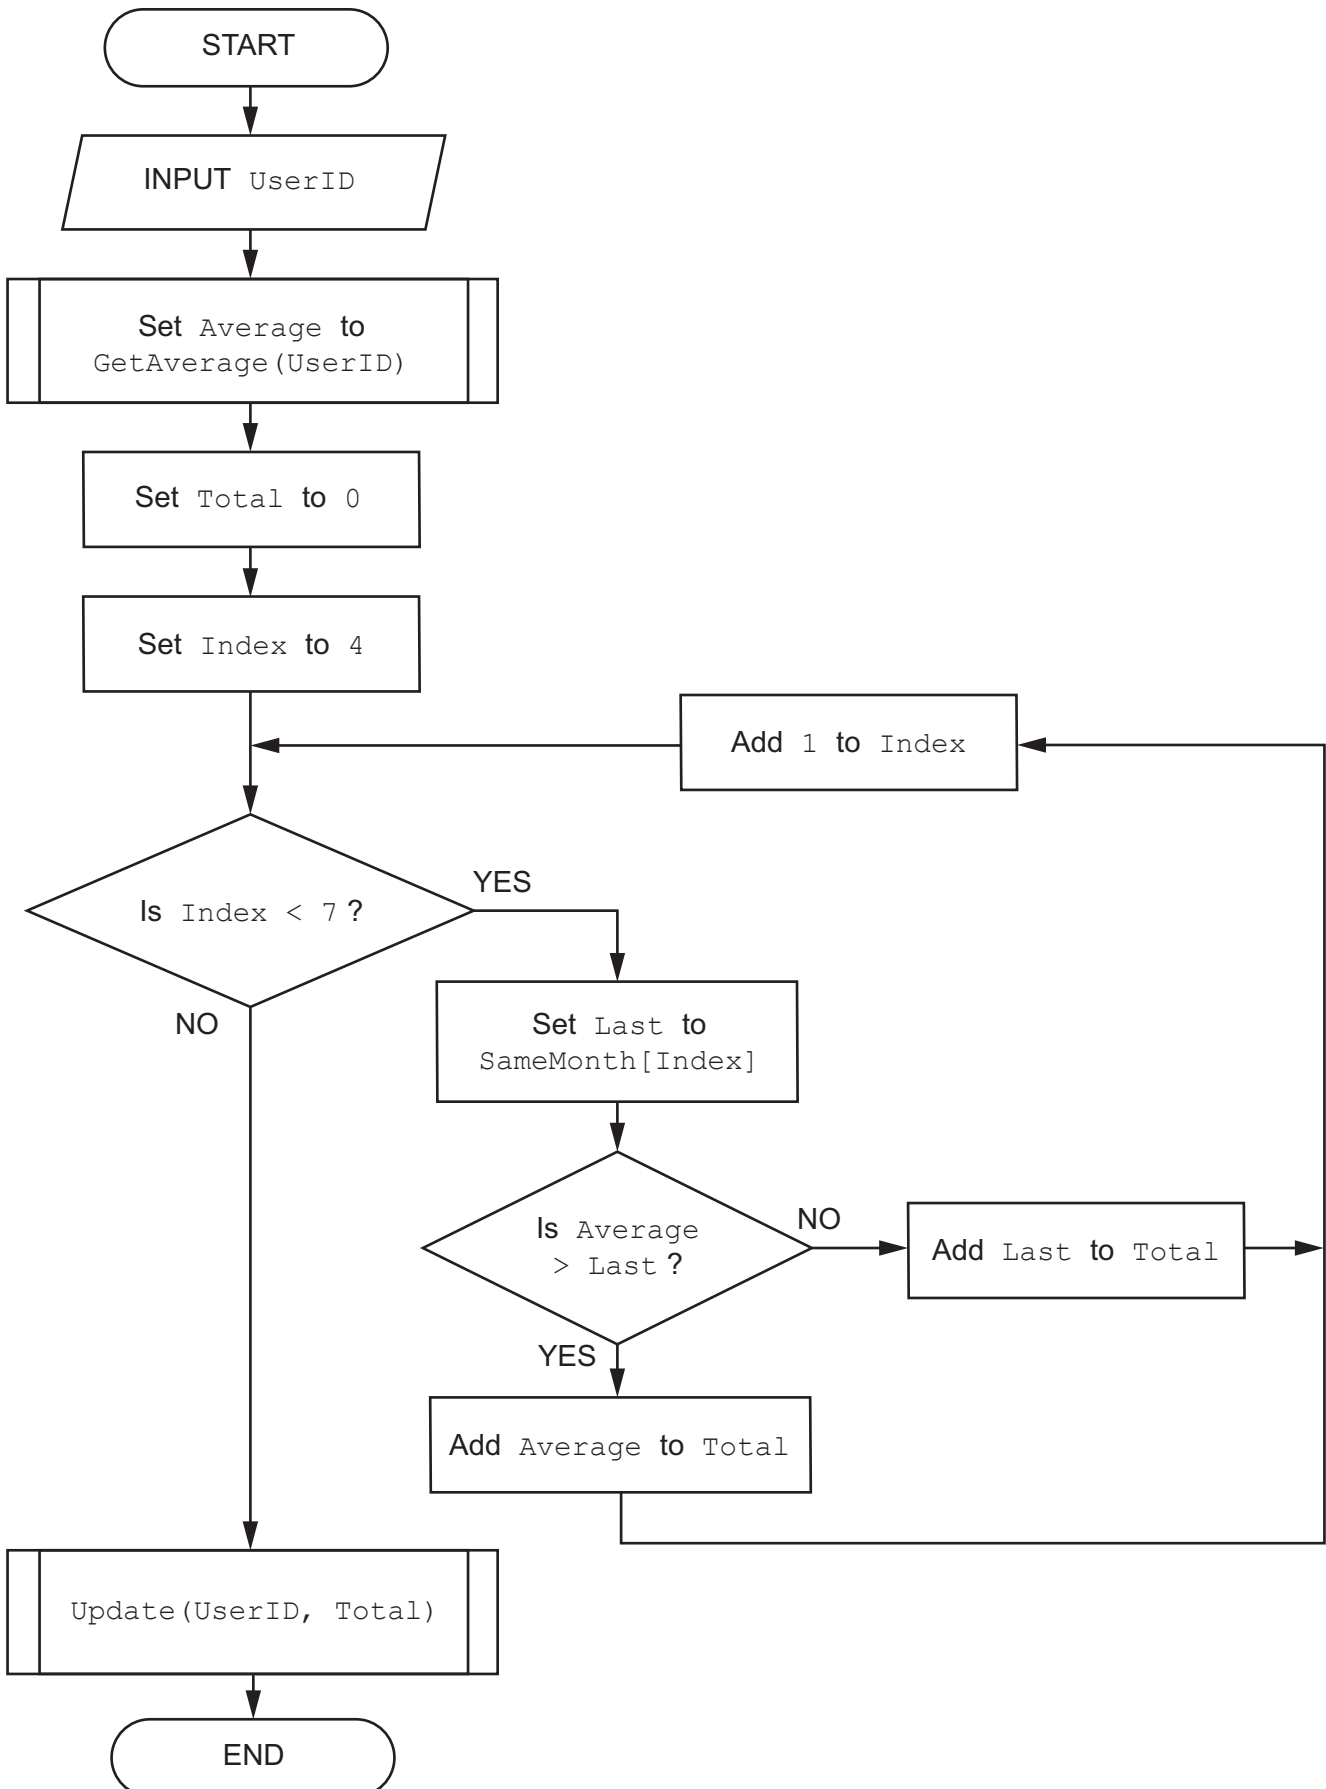 START
INPUT UserID
Set Average to
GetAverage(UserID)
Set Total to 0
Set Index to 4
Add 1 to Index
Is Index < 7 ?
YES
NO
Set Last to
SameMonth[Index]
Is Average
> Last ?
NO
Add Last to Total
YES
Add Average to Total
Update(UserID, Total)
END